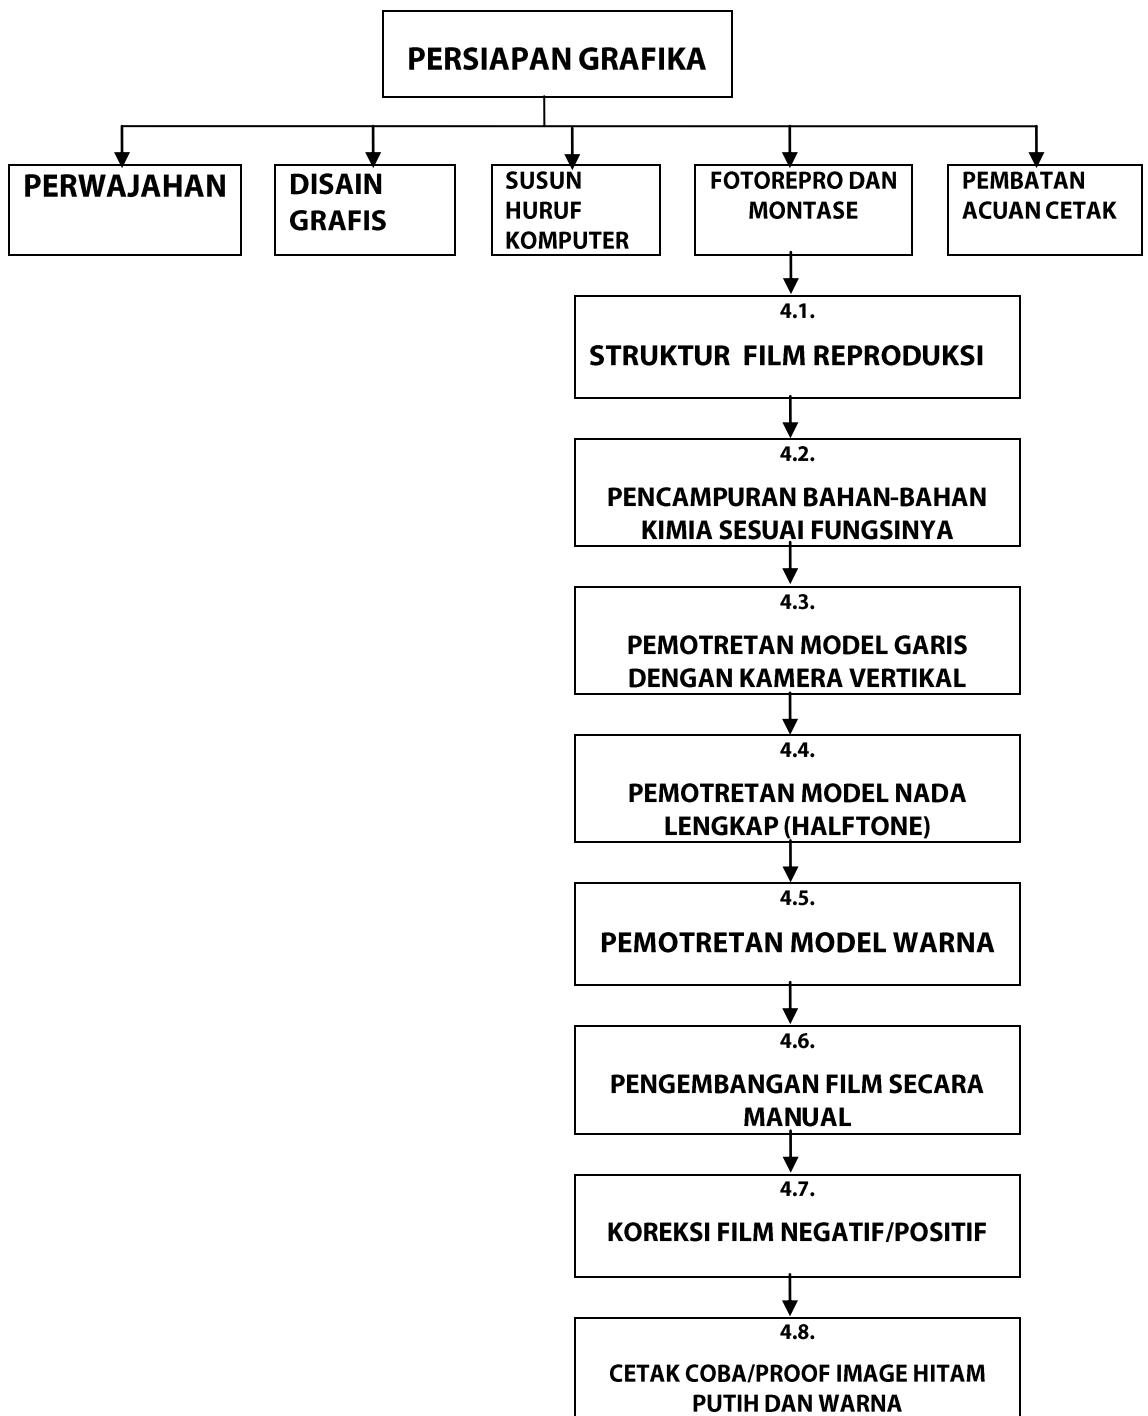 PERSIAPAN GRAFIKA
PERWAJAHAN
DISAIN
GRAFIS
SUSUN
HURUF
KOMPUTER
FOTOREPRO DAN
MONTASE
PEMBATAN
ACUAN CETAK
4.1.
STRUKTUR FILM REPRODUKSI
4.2.
PENCAMPURAN BAHAN-BAHAN
KIMIA SESUAI FUNGSINYA
4.3.
PEMOTRETAN MODEL GARIS
DENGAN KAMERA VERTIKAL
4.4.
PEMOTRETAN MODEL NADA
LENGKAP (HALFTONE)
4.5.
PEMOTRETAN MODEL WARNA
4.6.
PENGEMBANGAN FILM SECARA
MANUAL
4.7.
KOREKSI FILM NEGATIF/POSITIF
4.8.
CETAK COBA/PROOF IMAGE HITAM
PUTIH DAN WARNA